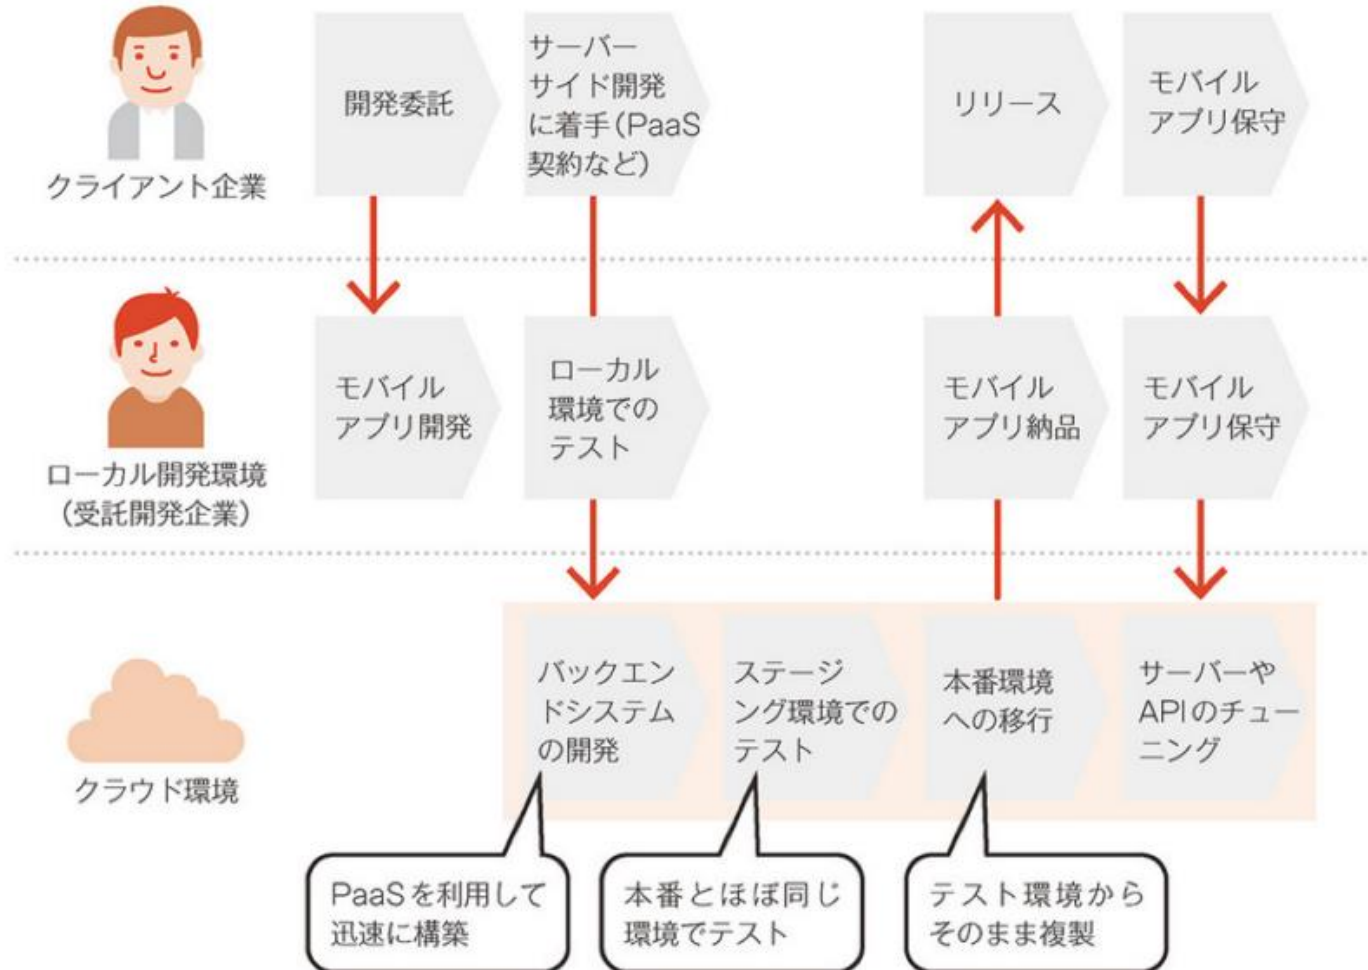 開発委託
サーバー
サイド開発
に着手(PaaS
契約など)
リリース
モバイル
アプリ保守
クライアント企業
モバイル
アプリ開発
ローカル
環境での
テスト
モバイル
アプリ納品
モバイル
アプリ保守
ローカル開発環境
(受託開発企業)
バックエン
ドシステム
の開発
ステージ
ング環境での
テスト
本番環境
への移行
サーバーや
APIのチュー
ニング
クラウド環境
PaaSを利用して
迅速に構築
本番とほぼ同じ
環境でテスト
テスト環境から
そのまま複製